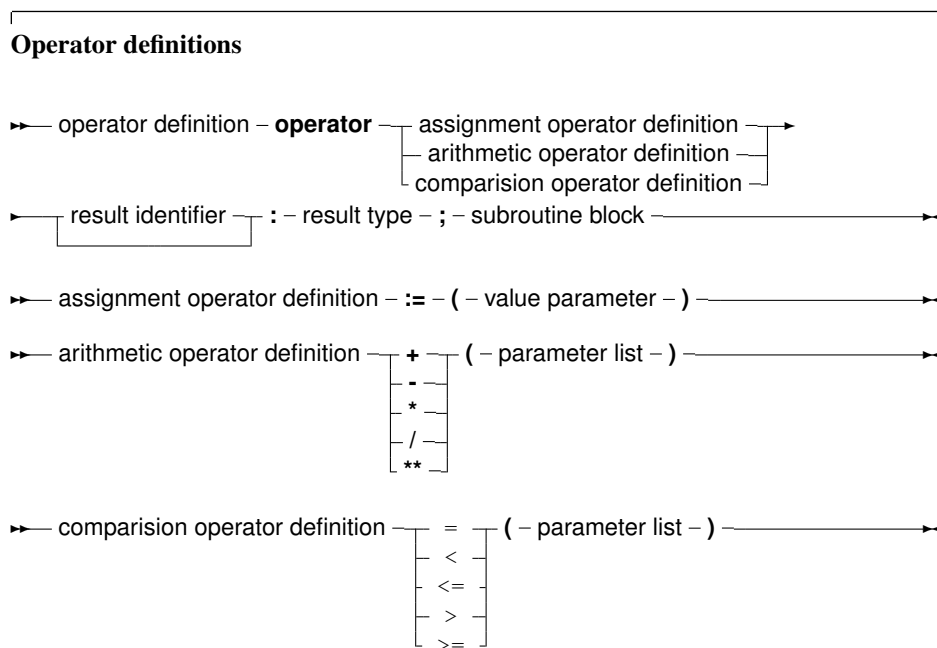 Operator definitions
operator definition – operator assignment operator definition
arithmetic operator definition
comparision operator definition
result identifier : – result type – ; – subroutine block
assignment operator definition – := – ( – value parameter – )
arithmetic operator definition + ( – parameter list – )
-
*
/
**
comparision operator definition = ( – parameter list – )
<
<=
>
>=